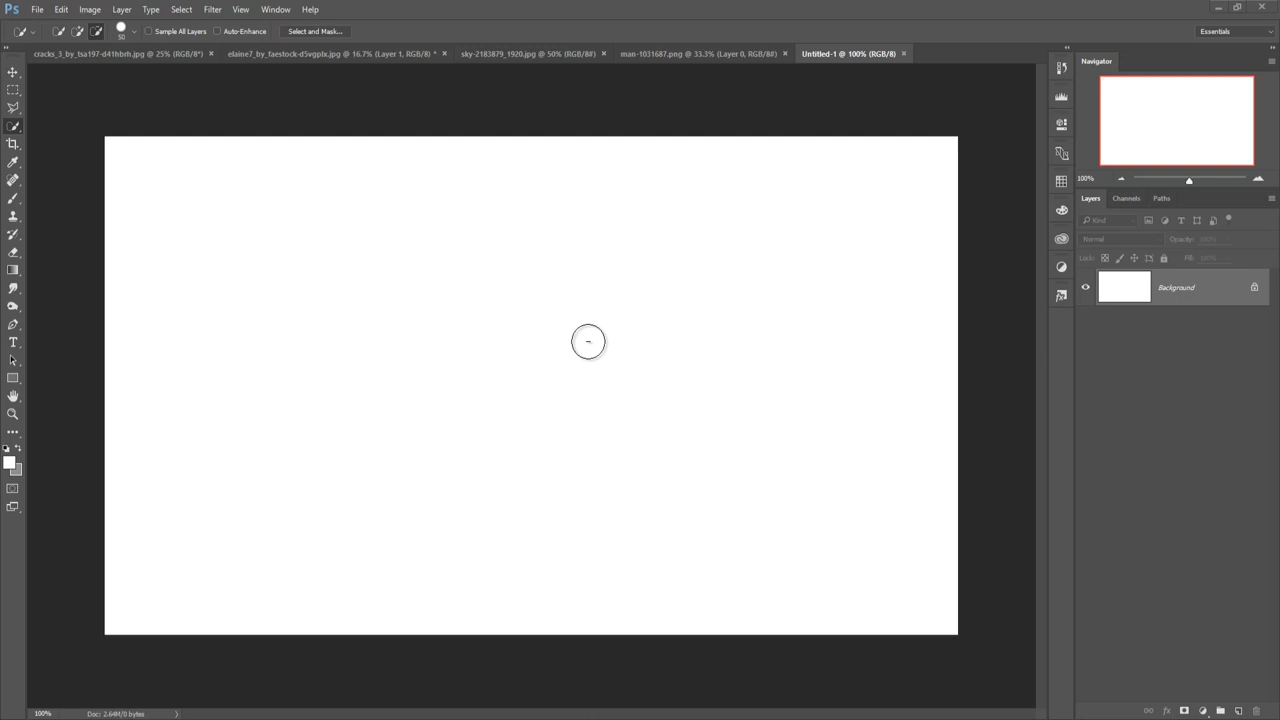 Ps File Edit Image Layer Type Select Filter View Window Help
50 Sample All Layers Auto-Enhance Select and Mask... Essentials
cracks_3_by_tsa197-d41hbrh.jpg @ 25% (RGB/8*) elaine7_by_faestock-d5vgplx.jpg @ 16.7% (Layer 1, RGB/8) * sky-2183879_1920.jpg @ 50% (RGB/8#) man-1031687.png @ 33.3% (Layer 0, RGB/8#) Untitled-1 @ 100% (RGB/8)
Navigator
100%
Layers Channels Paths
Kind
Normal Opacity: 100%
Lock: Fill: 100%
Background
T
100% Doc: 2.64M/0 bytes